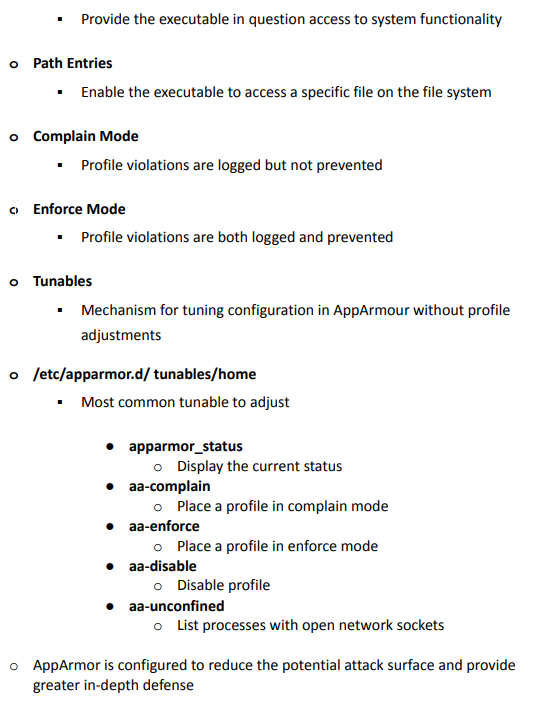 ▪ Provide the executable in question access to system functionality
o Path Entries
▪ Enable the executable to access a specific file on the file system
o Complain Mode
▪ Profile violations are logged but not prevented
o Enforce Mode
▪ Profile violations are both logged and prevented
o Tunables
▪ Mechanism for tuning configuration in AppArmour without profile
adjustments
o /etc/apparmor.d/ tunables/home
▪ Most common tunable to adjust
● apparmor_status
o Display the current status
● aa-complain
o Place a profile in complain mode
● aa-enforce
o Place a profile in enforce mode
● aa-disable
o Disable profile
● aa-unconfined
o List processes with open network sockets
o AppArmor is configured to reduce the potential attack surface and provide
greater in-depth defense